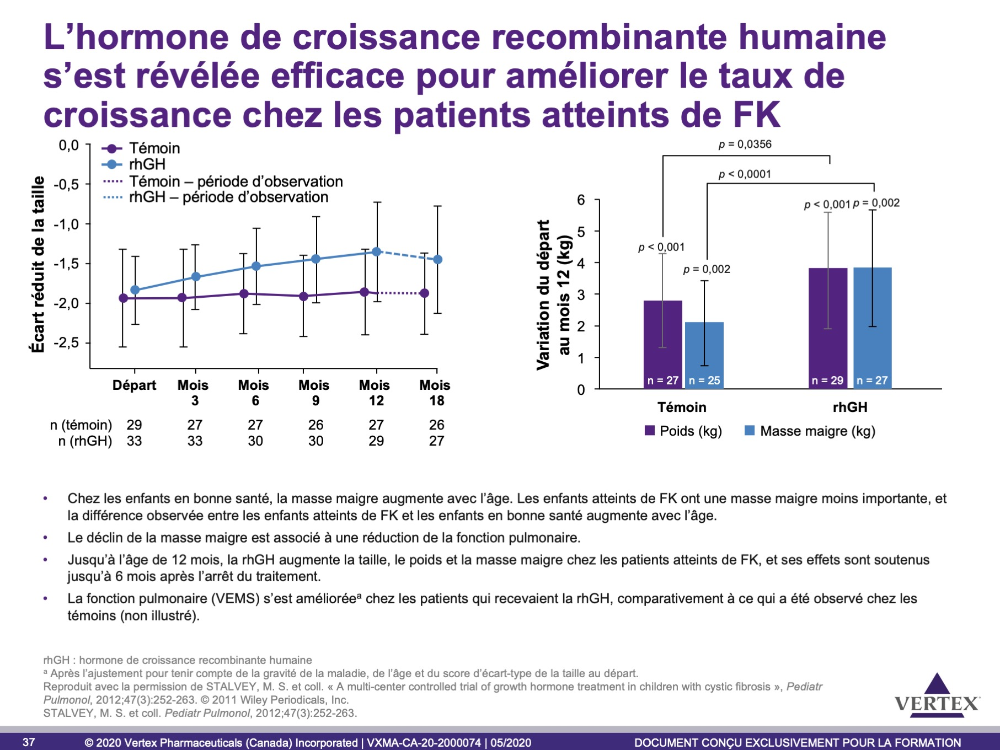 L’hormone de croissance recombinante humaine
s’est révélée efficace pour améliorer le taux de
croissance chez les patients atteints de FK
Écart réduit de la taille
0,0
-0,5
-1,0
-1,5
-2,0
-2,5
Témoin
rhGH
Témoin – période d’observation
rhGH – période d’observation
Départ Mois Mois Mois Mois Mois
3 6 9 12 18
n (témoin) 29 27 27 26 27 26
n (rhGH) 33 33 30 30 29 27
Variation du départ
au mois 12 (kg)
6
5
4
3
2
1
0
p = 0,0356
p < 0,0001
p < 0,001 p = 0,002
p < 0,001
p = 0,002
n = 27 n = 25 n = 29 n = 27
Témoin rhGH
Poids (kg) Masse maigre (kg)
• Chez les enfants en bonne santé, la masse maigre augmente avec l’âge. Les enfants atteints de FK ont une masse maigre moins importante, et
la différence observée entre les enfants atteints de FK et les enfants en bonne santé augmente avec l’âge.
• Le déclin de la masse maigre est associé à une réduction de la fonction pulmonaire.
• Jusqu’à l’âge de 12 mois, la rhGH augmente la taille, le poids et la masse maigre chez les patients atteints de FK, et ses effets sont soutenus
jusqu’à 6 mois après l’arrêt du traitement.
• La fonction pulmonaire (VEMS) s’est amélioréeᵃ chez les patients qui recevaient la rhGH, comparativement à ce qui a été observé chez les
témoins (non illustré).
rhGH : hormone de croissance recombinante humaine
ᵃ Après l’ajustement pour tenir compte de la gravité de la maladie, de l’âge et du score d’écart-type de la taille au départ.
Reproduit avec la permission de STALVEY, M. S. et coll. « A multi-center controlled trial of growth hormone treatment in children with cystic fibrosis », Pediatr
Pulmonol, 2012;47(3):252-263. © 2011 Wiley Periodicals, Inc.
STALVEY, M. S. et coll. Pediatr Pulmonol, 2012;47(3):252-263.
VERTEX
37 © 2020 Vertex Pharmaceuticals (Canada) Incorporated | VXMA-CA-20-2000074 | 05/2020 DOCUMENT CONÇU EXCLUSIVEMENT POUR LA FORMATION